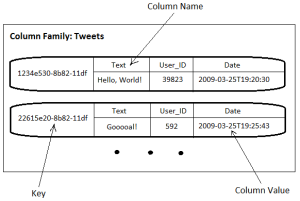 Column Name
Column Family: Tweets
Text User_ID Date
1234e530-8b82-11df
Hello, World! 39823 2009-03-25T19:20:30
Text User_ID Date
22615e20-8b82-11df
Gooooal! 592 2009-03-25T19:25:43
Key
Column Value